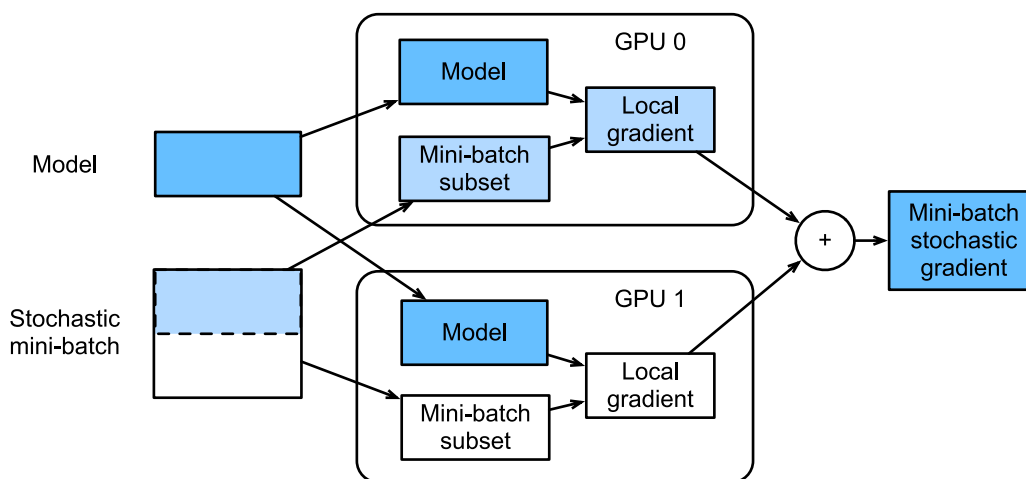 Model
Stochastic
mini-batch
GPU 0
Model
Mini-batch
subset
Local
gradient
GPU 1
Model
Mini-batch
subset
Local
gradient
+
Mini-batch
stochastic
gradient